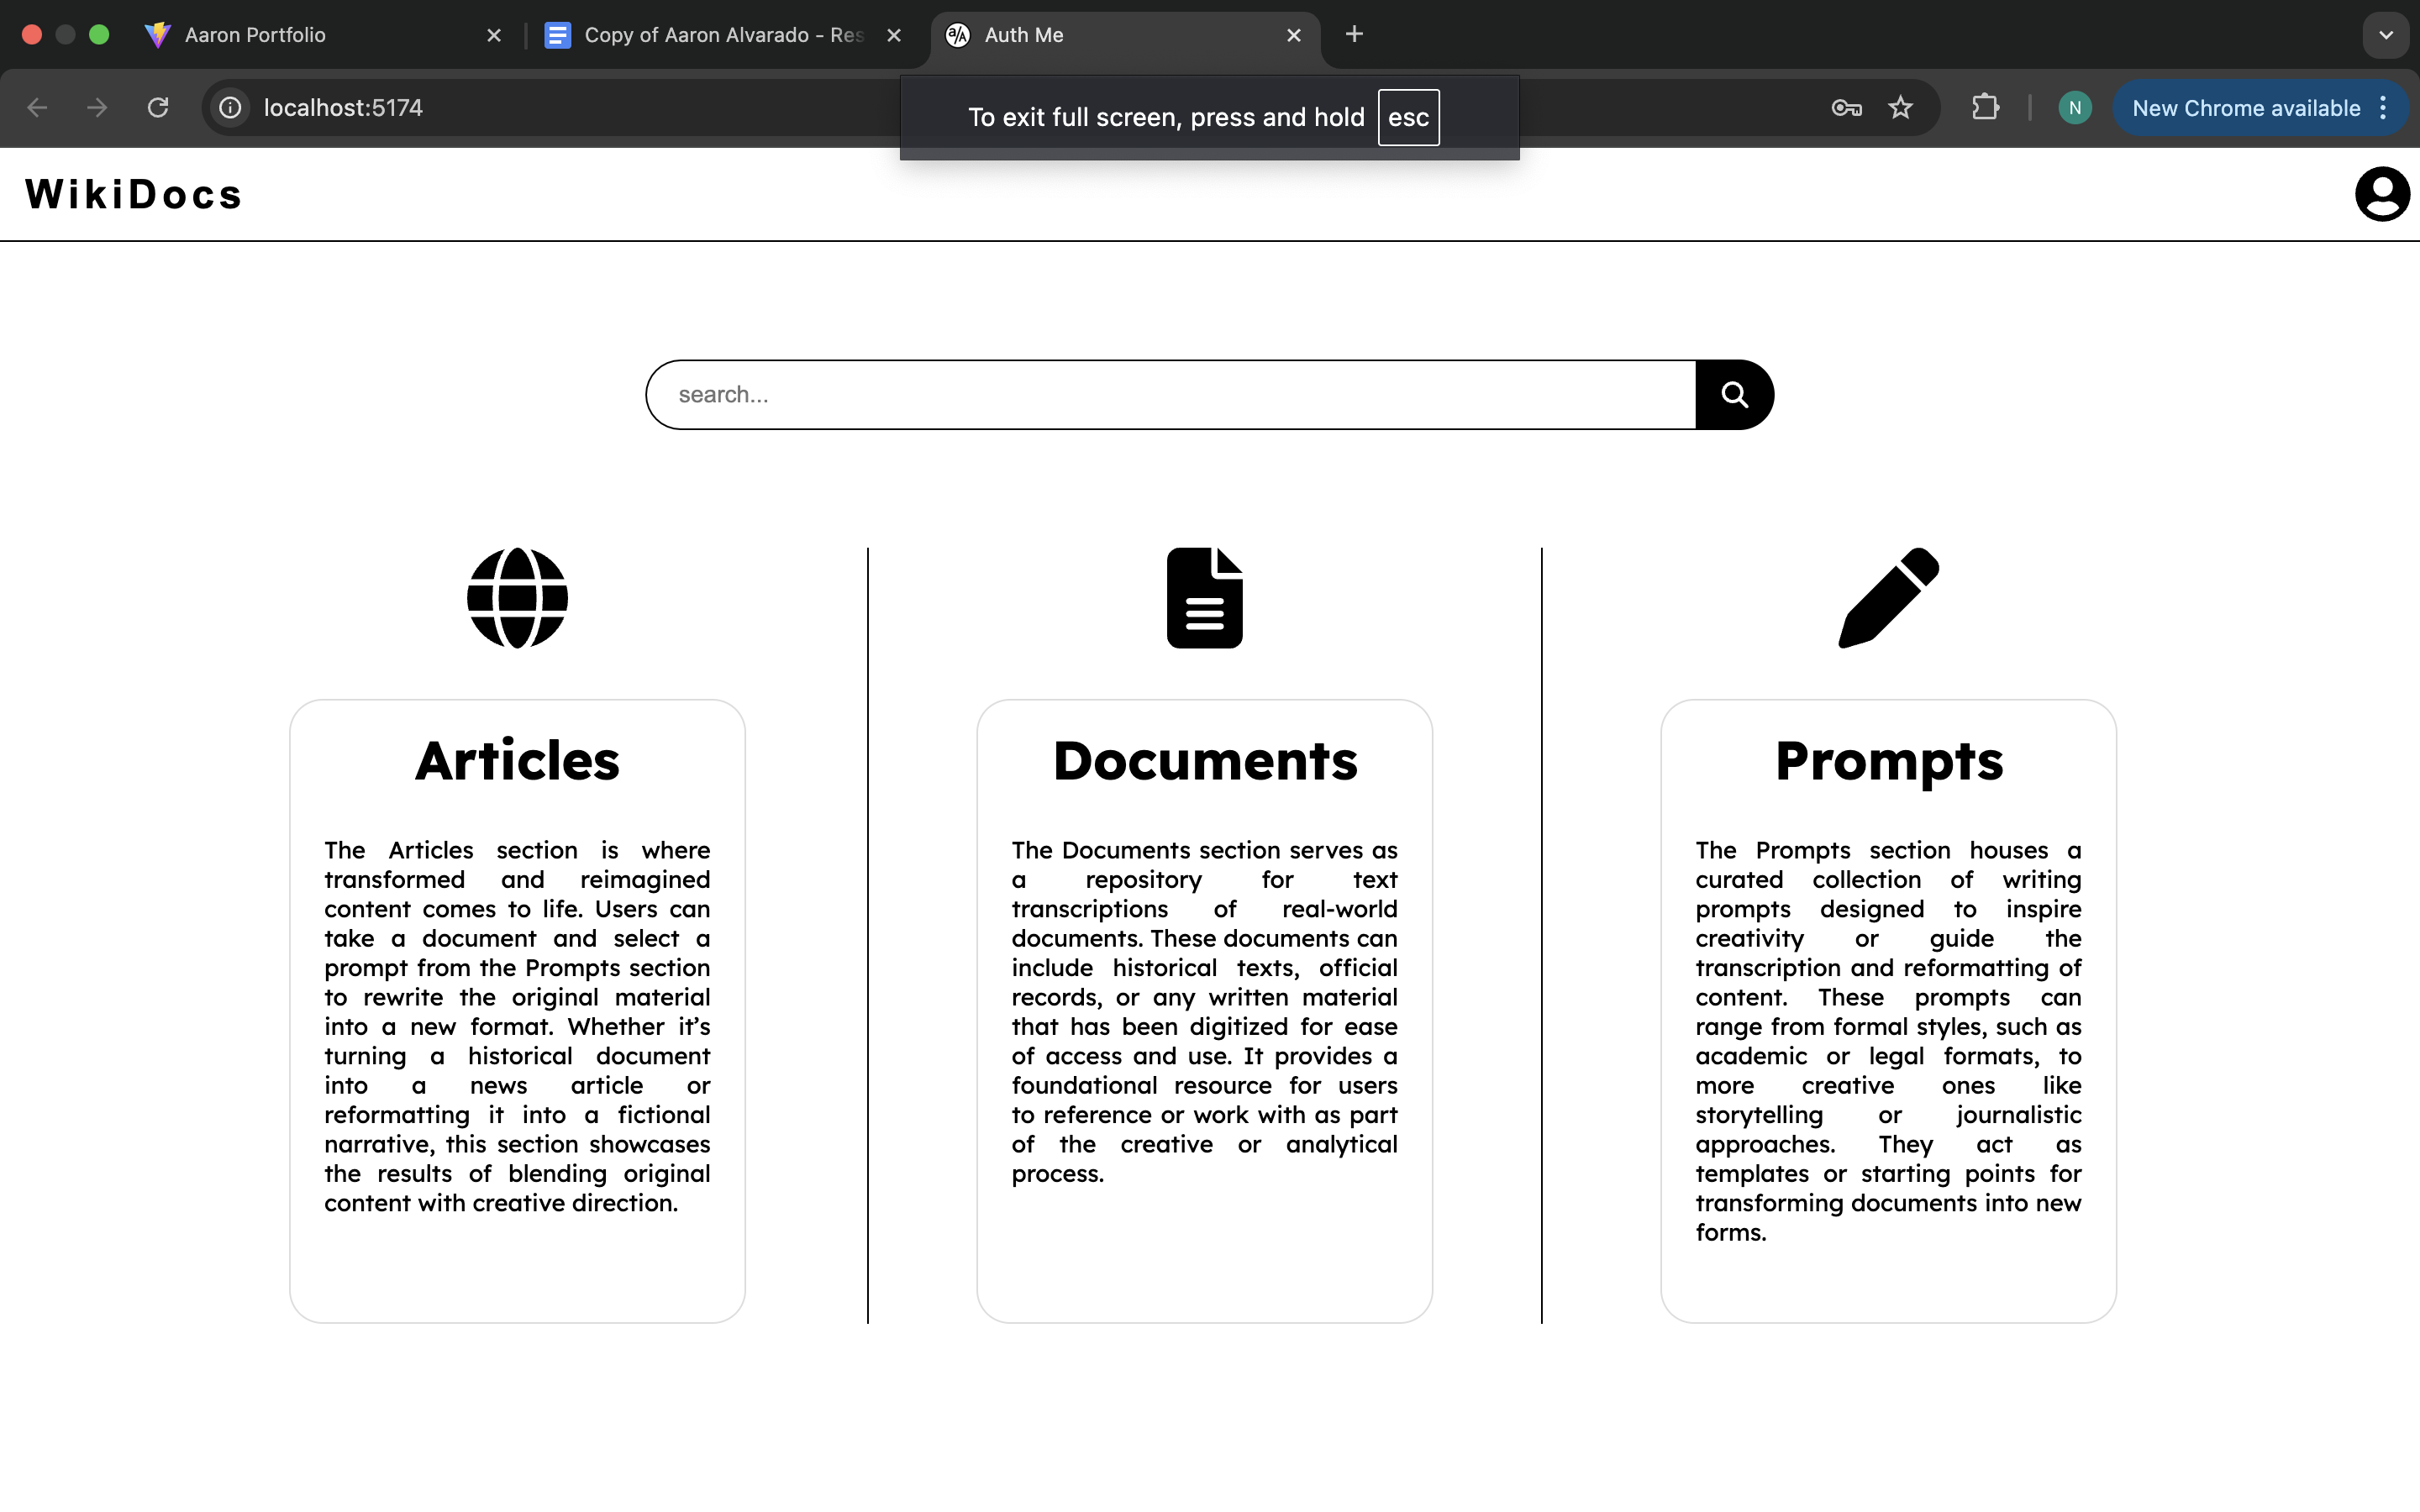 Aaron Portfolio
Copy of Aaron Alvarado - Res
Auth Me
localhost:5174
To exit full screen, press and hold esc
N
New Chrome available
WikiDocs
search...
Articles
The Articles section is where
transformed and reimagined
content comes to life. Users can
take a document and select a
prompt from the Prompts section
to rewrite the original material
into a new format. Whether it’s
turning a historical document
into a news article or
reformatting it into a fictional
narrative, this section showcases
the results of blending original
content with creative direction.
Documents
The Documents section serves as
a repository for text
transcriptions of real-world
documents. These documents can
include historical texts, official
records, or any written material
that has been digitized for ease
of access and use. It provides a
foundational resource for users
to reference or work with as part
of the creative or analytical
process.
Prompts
The Prompts section houses a
curated collection of writing
prompts designed to inspire
creativity or guide the
transcription and reformatting of
content. These prompts can
range from formal styles, such as
academic or legal formats, to
more creative ones like
storytelling or journalistic
approaches. They act as
templates or starting points for
transforming documents into new
forms.